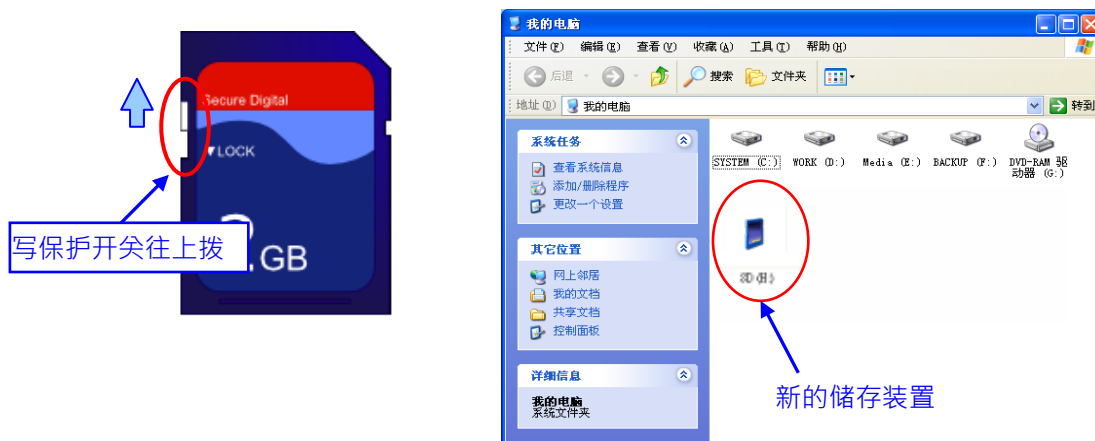 Secure Digital
▼LOCK
写保护开关往上拨
GB
我的电脑
文件(F) 编辑(E) 查看(V) 收藏(A) 工具(T) 帮助(H)
后退 搜索 文件夹
地址(D) 我的电脑 转到
系统任务
查看系统信息
添加/删除程序
更改一个设置
其它位置
网上邻居
我的文档
共享文档
控制面板
详细信息
我的电脑
系统文件夹
SYSTEM (C:) WORK (D:) Media (E:) BACKUP (F:) DVD-RAM 驱动器 (G:)
SD (H:)
新的储存装置